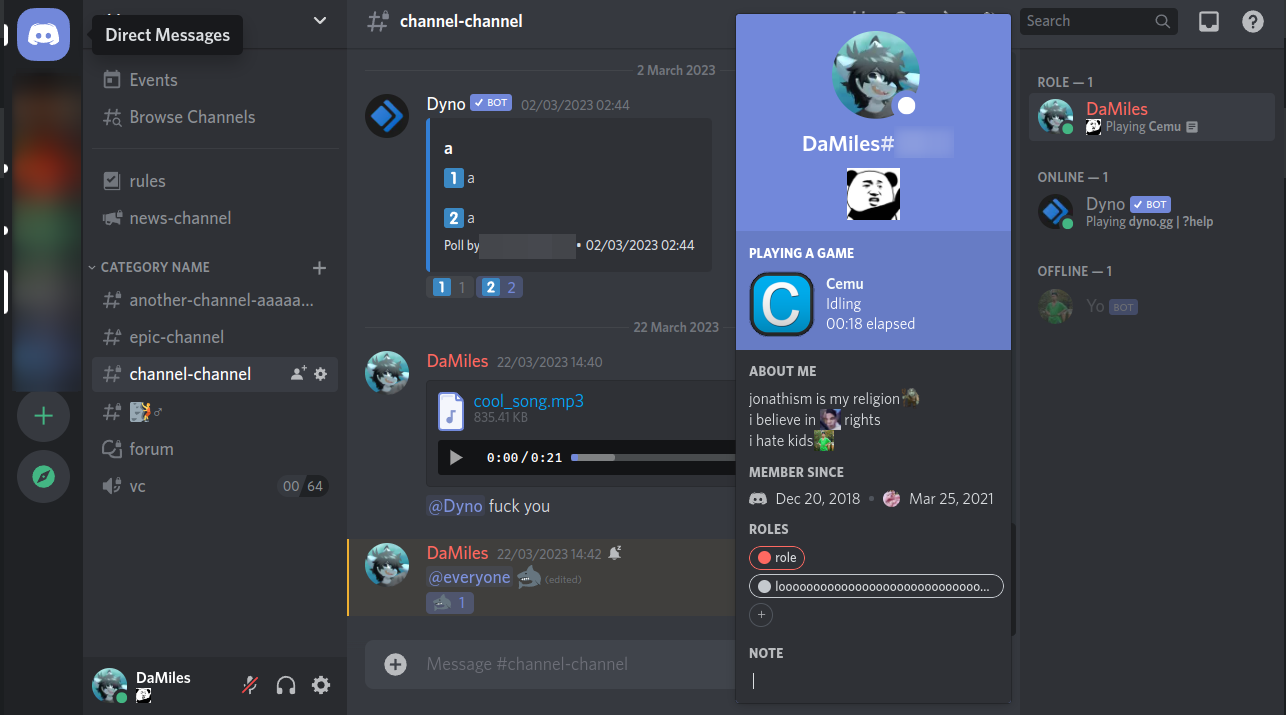 Direct Messages
Events
Browse Channels
rules
news-channel
CATEGORY NAME
another-channel-aaaaa...
epic-channel
channel-channel
forum
vc
00 64
DaMiles
channel-channel
2 March 2023
Dyno BOT 02/03/2023 02:44
a
1 a
2 a
Poll by • 02/03/2023 02:44
1 1 2 2
22 March 2023
DaMiles 22/03/2023 14:40
cool_song.mp3
835.41 KB
0:00/0:21
@Dyno fuck you
DaMiles 22/03/2023 14:42
@everyone (edited)
1
Message #channel-channel
DaMiles#
PLAYING A GAME
C
Cemu
Idling
00:18 elapsed
ABOUT ME
jonathism is my religion
i believe in rights
i hate kids
MEMBER SINCE
Dec 20, 2018 • Mar 25, 2021
ROLES
role
looooooooooooooooooooooooooooooo...
NOTE
Search
ROLE — 1
DaMiles
Playing Cemu
ONLINE — 1
Dyno BOT
Playing dyno.gg | ?help
OFFLINE — 1
Yo BOT